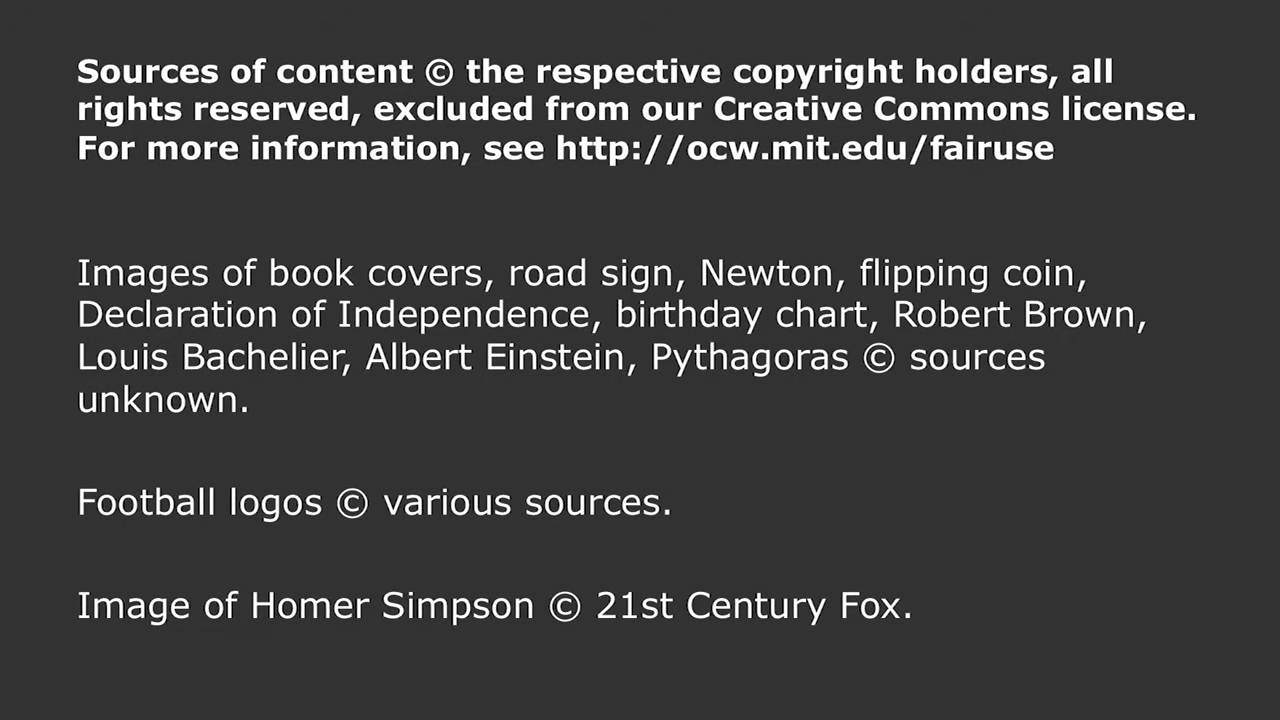 Sources of content © the respective copyright holders, all
rights reserved, excluded from our Creative Commons license.
For more information, see http://ocw.mit.edu/fairuse
Images of book covers, road sign, Newton, flipping coin,
Declaration of Independence, birthday chart, Robert Brown,
Louis Bachelier, Albert Einstein, Pythagoras © sources
unknown.
Football logos © various sources.
Image of Homer Simpson © 21st Century Fox.